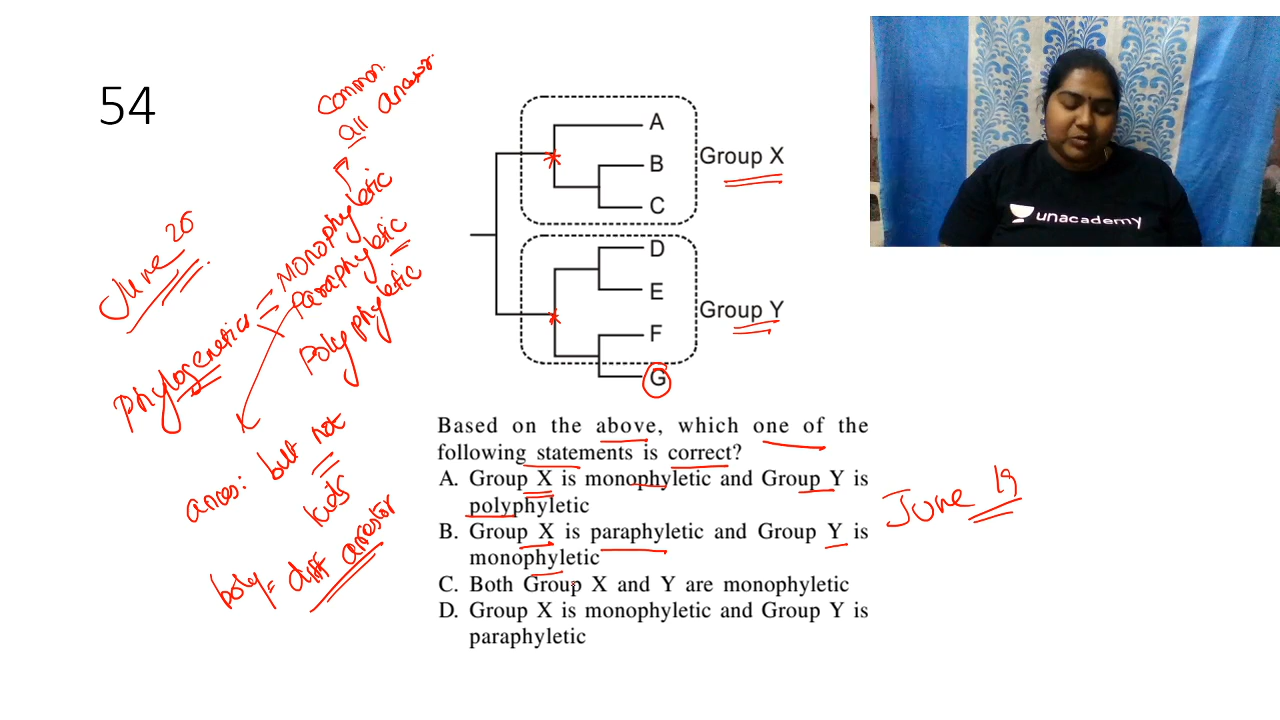 54
common
all ancesr.
June 20
Phylogenetics = Monophyletic
Paraphyletic
Polyphyletic
ances: but not
kids
poly = diff ancestor
A
B
C
Group X
D
E
F
G
Group Y
unacademy
Based on the above, which one of the
following statements is correct?
A. Group X is monophyletic and Group Y is
polyphyletic
B. Group X is paraphyletic and Group Y is
monophyletic
C. Both Group X and Y are monophyletic
D. Group X is monophyletic and Group Y is
paraphyletic
June 19